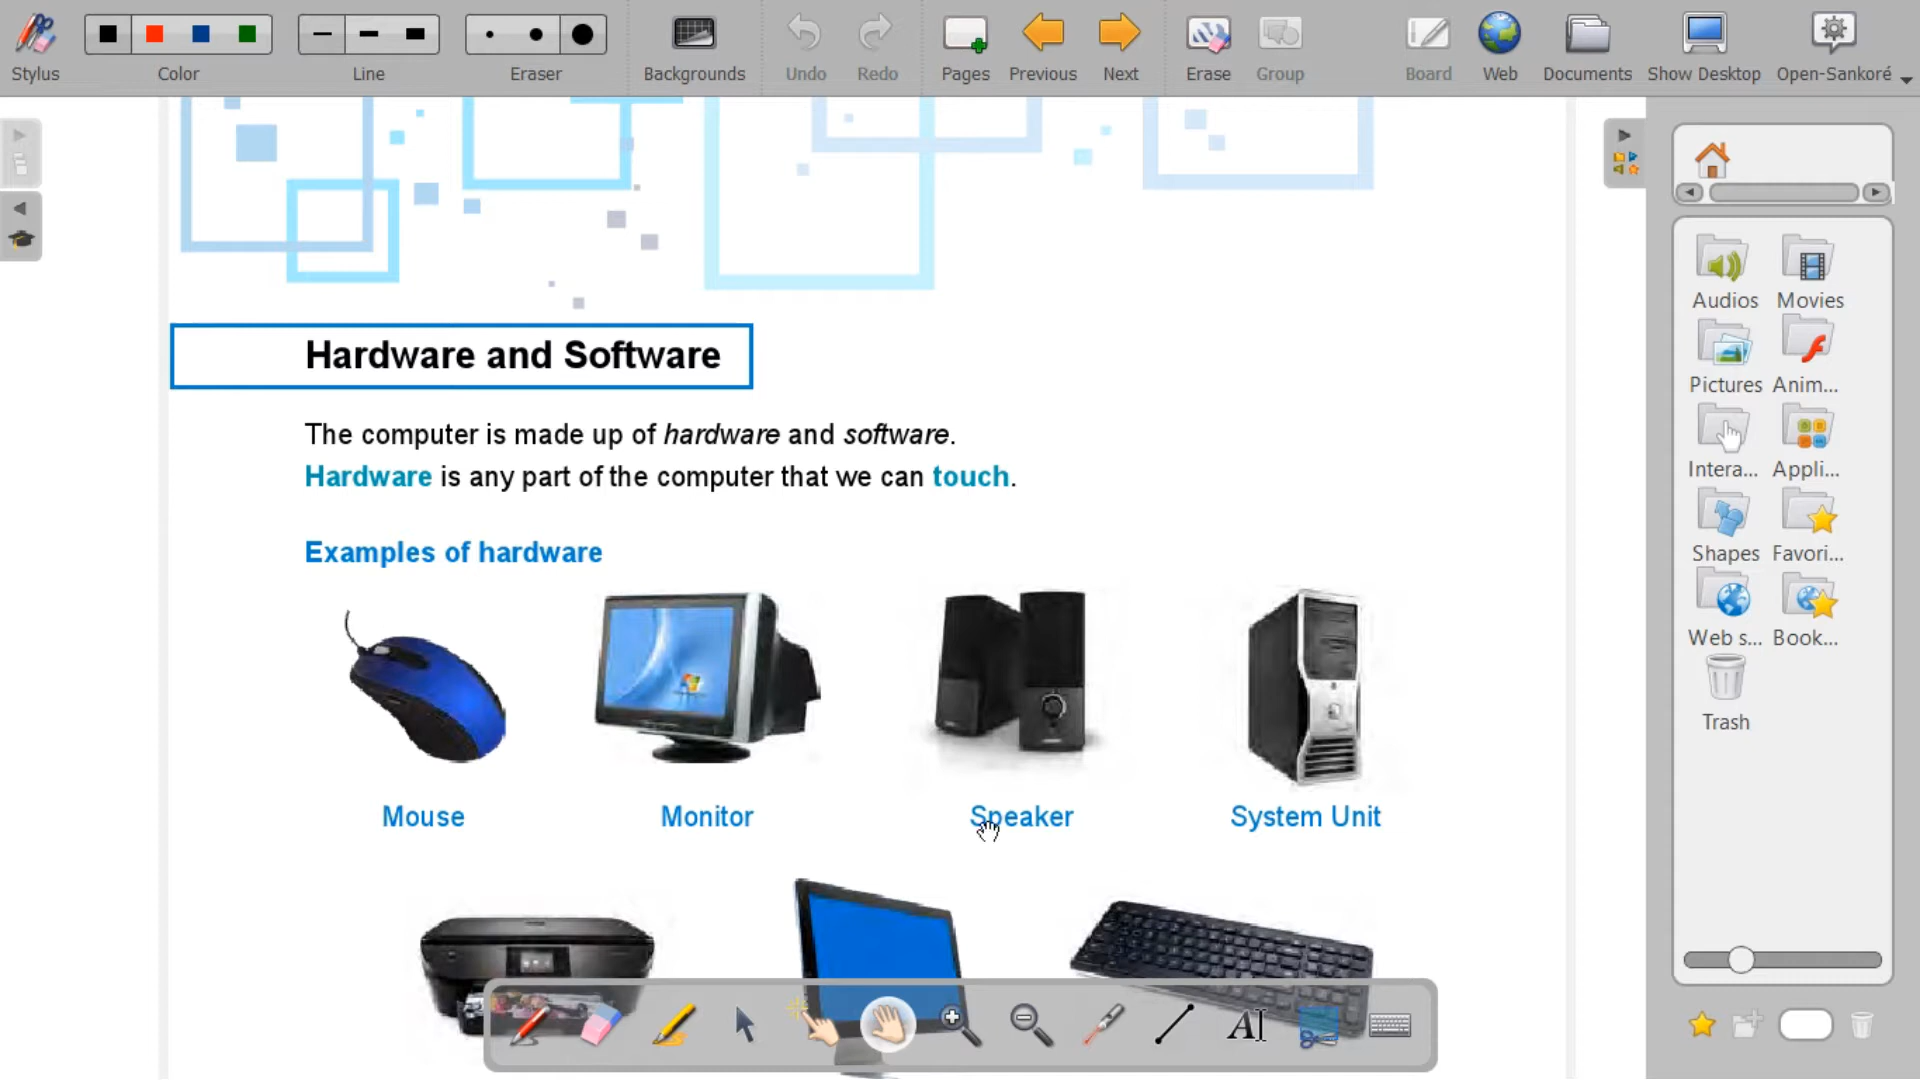 Stylus
Color
Line
Eraser
Backgrounds
Undo
Redo
Pages
Previous
Next
Erase
Group
Board
Web
Documents
Show Desktop
Open-Sankoré
Hardware and Software
The computer is made up of hardware and software.
Hardware is any part of the computer that we can touch.
Examples of hardware
Mouse
Monitor
Speaker
System Unit
Audios
Movies
Pictures
Anim...
Intera...
Appli...
Shapes
Favori...
Web s...
Book...
Trash
AI